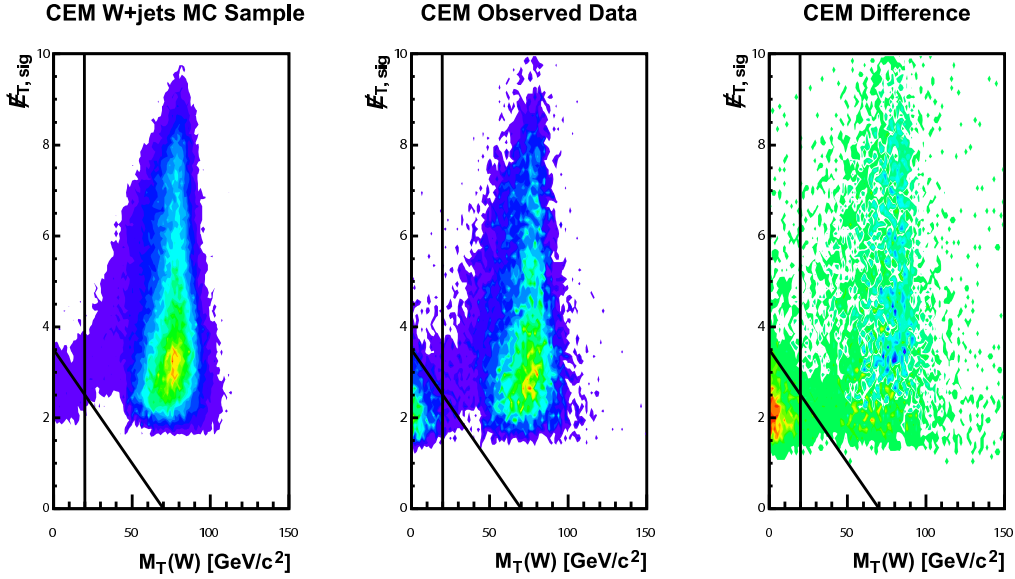 CEM W+jets MC Sample
CEM Observed Data
CEM Difference
10
8
6
4
2
0
0 50 100 150
E̸T, sig
MT(W) [GeV/c2]
10
8
6
4
2
0
0 50 100 150
E̸T, sig
MT(W) [GeV/c2]
10
8
6
4
2
0
0 50 100 150
E̸T, sig
MT(W) [GeV/c2]